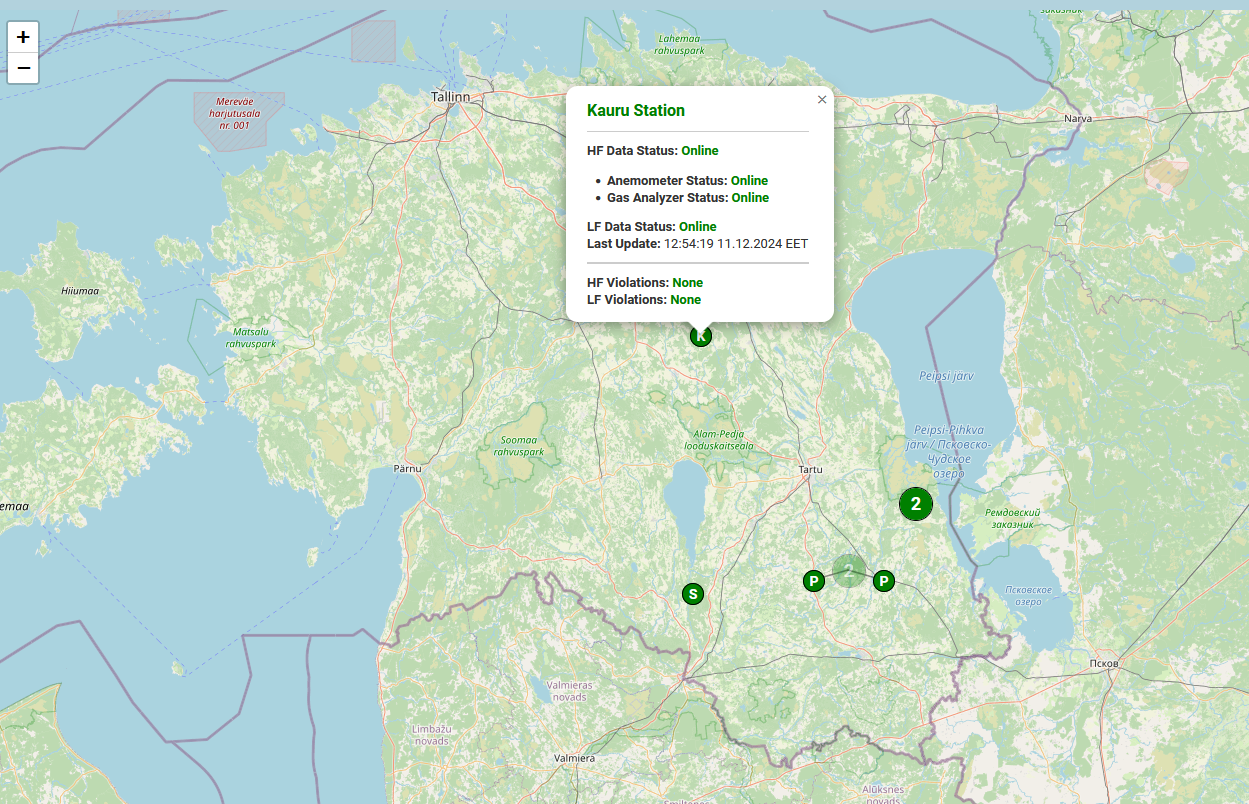 заказник
+
−
Lahemaa
rahvuspark
Tallinn
Mereväe
harjutusala
nr. 001
Narva
×
Kauru Station
HF Data Status: Online
• Anemometer Status: Online
• Gas Analyzer Status: Online
LF Data Status: Online
Last Update: 12:54:19 11.12.2024 EET
HF Violations: None
LF Violations: None
K
Hiiumaa
Matsalu
rahvuspark
Peipsi järv
Peipsi-Pihkva
järv / Псковско-
Чудское
озеро
Soomaa
rahvuspark
Alam-Pedja
looduskaitseala
Pärnu
Tartu
emaa
2
Ремдовский
заказник
2
P
P
S
Псковское
озеро
Псков
Valmieras
novads
Limbažu
novads
Valmiera
Alūksnes
novads
Smiltenes